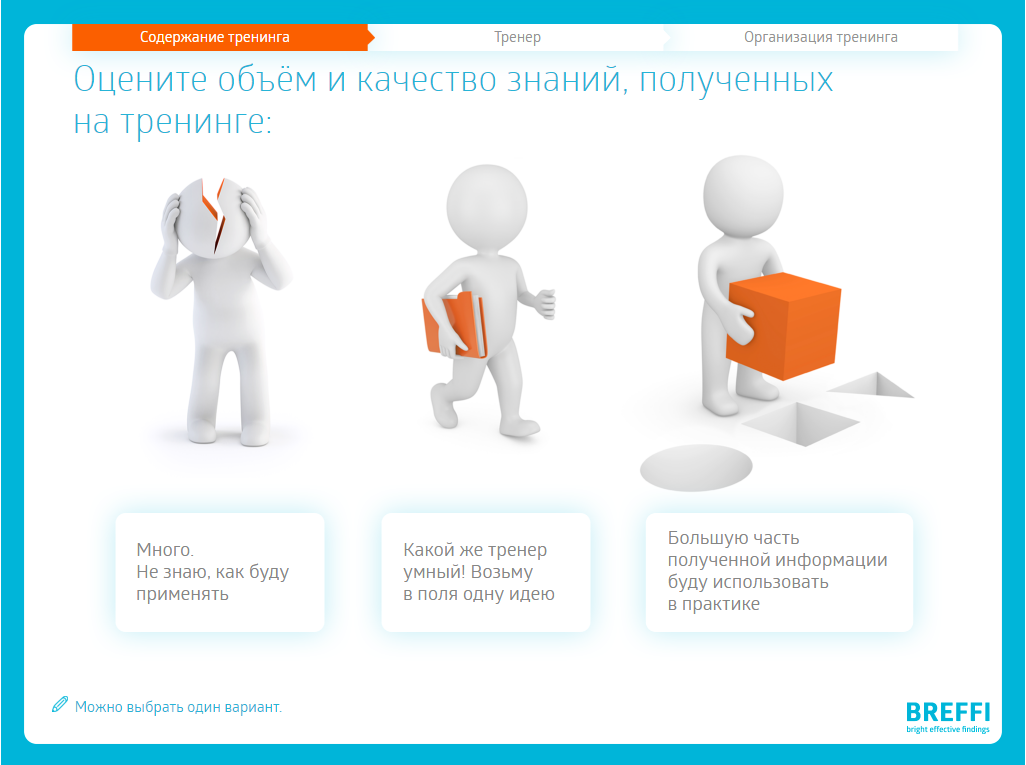 Содержание тренинга
Тренер
Организация тренинга
Оцените объём и качество знаний, полученных
на тренинге:
Много.
Не знаю, как буду
применять
Какой же тренер
умный! Возьму
в поля одну идею
Большую часть
полученной информации
буду использовать
в практике
Можно выбрать один вариант.
BREFFI
bright effective findings